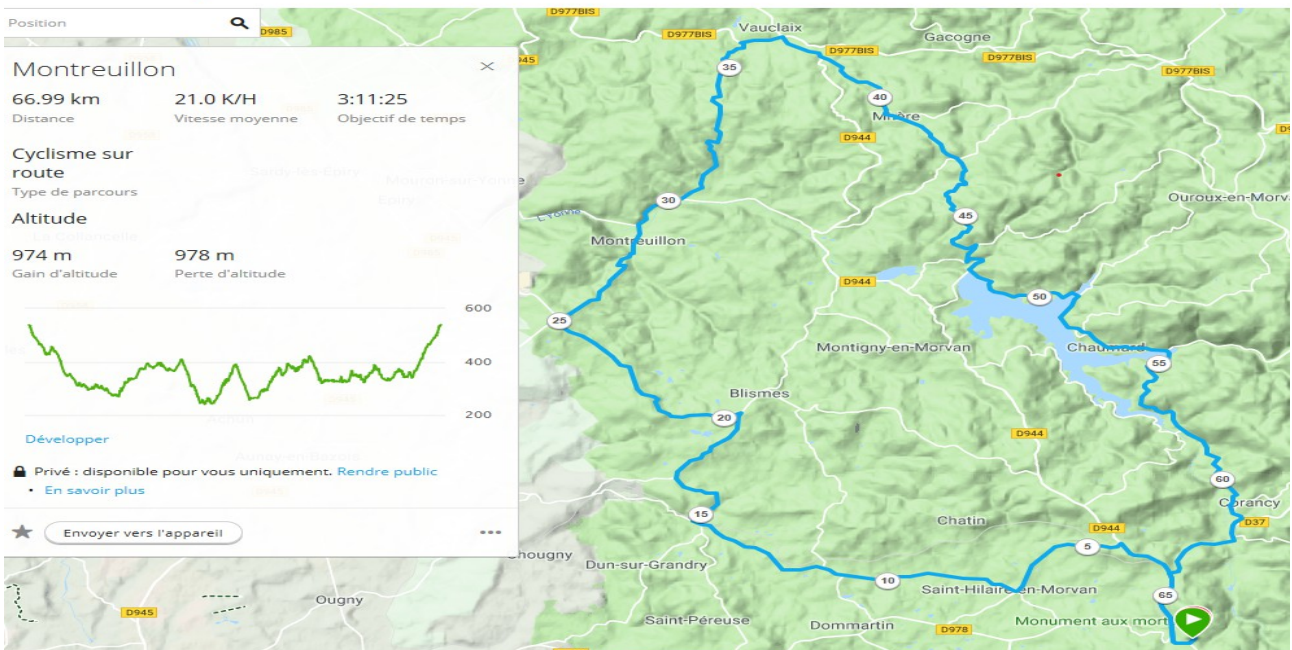 Position
Montreuillon
66.99 km
21.0 K/H
3:11:25
Distance
Vitesse moyenne
Objectif de temps
Cyclisme sur
route
Type de parcours
Altitude
974 m
978 m
Gain d'altitude
Perte d'altitude
600
400
200
Développer
Privé : disponible pour vous uniquement. Rendre public
• En savoir plus
Envoyer vers l'appareil
D985
D977BIS
D977BIS
Vauclaix
Gacogne
D977BIS
D977BIS
D977BIS
35
40
D944
30
45
Ouroux-en-Morv
L'Yonne
Montreuillon
D944
50
25
Montigny-en-Morvan
Chaumard
55
Blismes
20
D944
60
Corancy
15
Chatin
D944
D37
5
Chougny
Dun-sur-Grandry
10
Saint-Hilaire-en-Morvan
65
Ougny
D945
Saint-Péreuse
Dommartin
D978
Monument aux mort